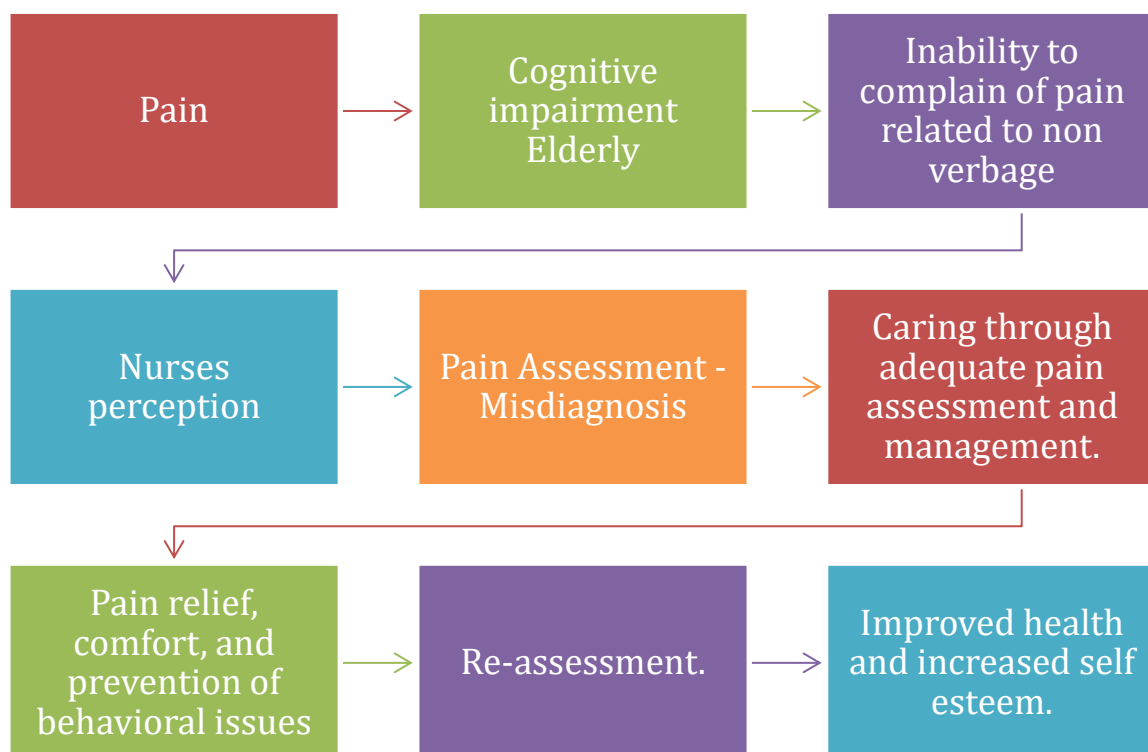 Pain
Cognitive
impairment
Elderly
Inability to
complain of pain
related to non
verbage
Nurses
perception
Pain Assessment -
Misdiagnosis
Caring through
adequate pain
assessment and
management.
Pain relief,
comfort, and
prevention of
behavioral issues
Re-assessment.
Improved health
and increased self
esteem.